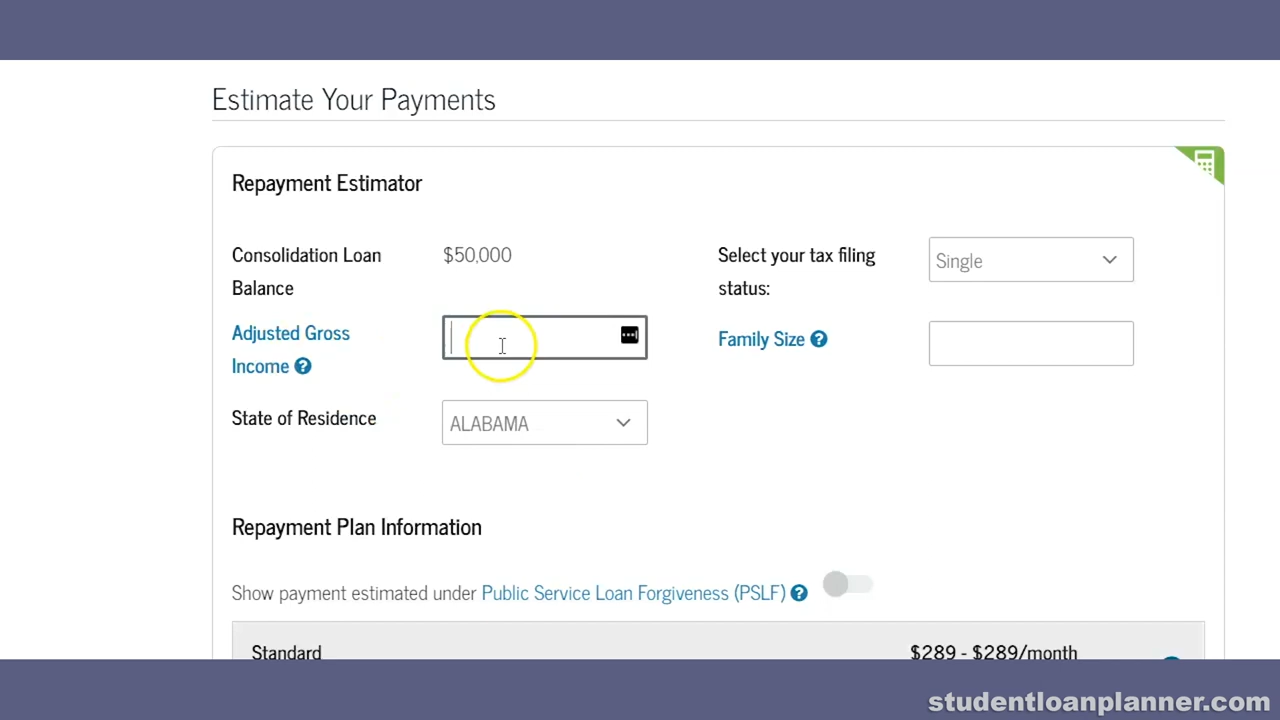 Estimate Your Payments
Repayment Estimator
Consolidation Loan
Balance
$50,000
Select your tax filing
status:
Single
Adjusted Gross
Income
Family Size
State of Residence
ALABAMA
Repayment Plan Information
Show payment estimated under Public Service Loan Forgiveness (PSLF)
Standard
$289 - $289/month
studentloanplanner.com